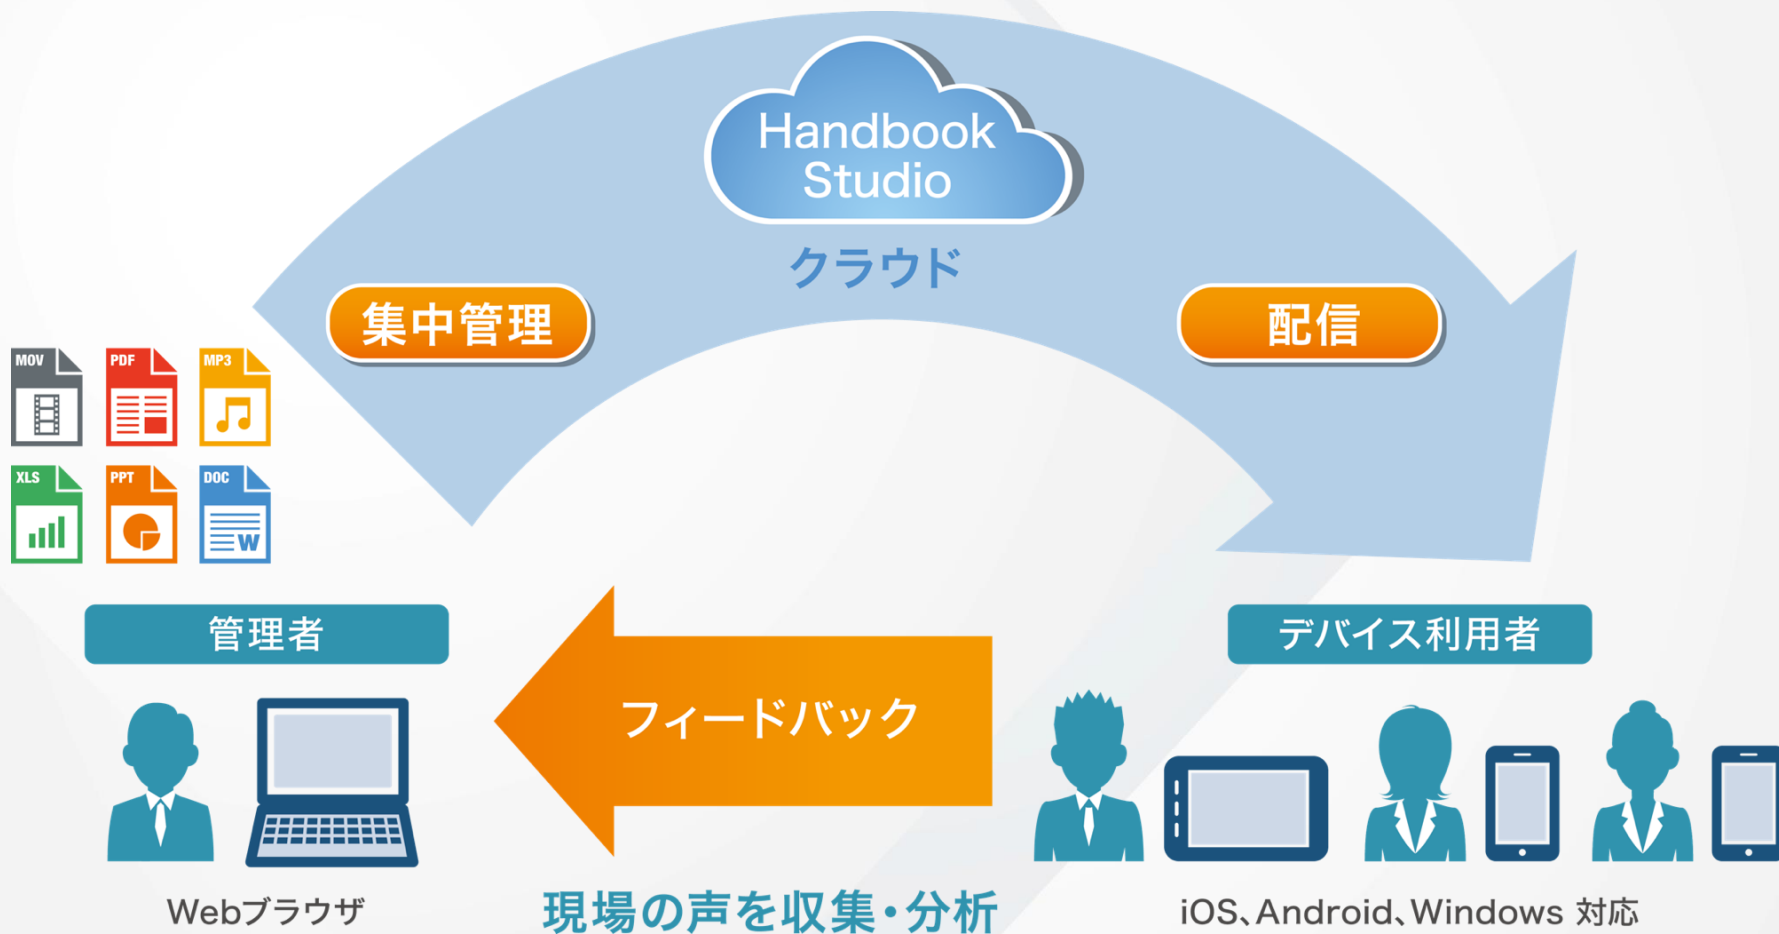 Handbook
Studio
クラウド
集中管理
配信
MOV
PDF
MP3
XLS
PPT
DOC
W
管理者
デバイス利用者
フィードバック
Webブラウザ
現場の声を収集・分析
iOS、Android、Windows 対応